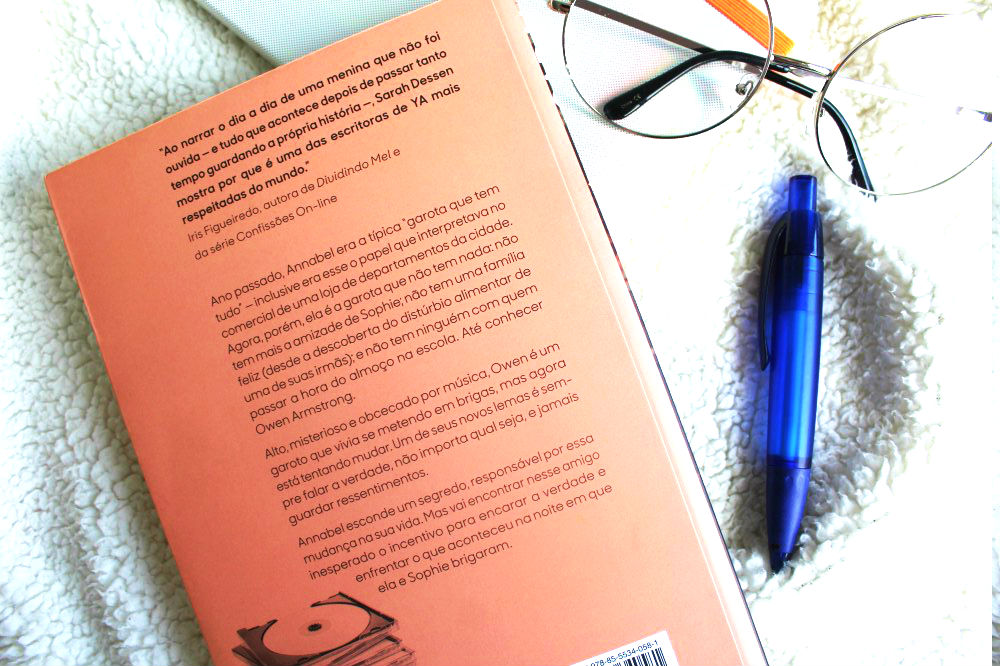 "Ao narrar o dia a dia de uma menina que não foi
ouvida – e tudo que acontece depois de passar tanto
tempo guardando a própria história –, Sarah Dessen
mostra por que é uma das escritoras de YA mais
respeitadas do mundo."
Iris Figueiredo, autora de Dividindo Mel e
da série Confissões On-line
Ano passado, Annabel era a típica "garota que tem
tudo" – inclusive era esse o papel que interpretava no
comercial de uma loja de departamentos da cidade.
Agora, porém, ela é a garota que não tem nada: não
tem mais a amizade de Sophie; não tem uma família
feliz (desde a descoberta do distúrbio alimentar de
uma de suas irmãs); e não tem ninguém com quem
passar a hora do almoço na escola. Até conhecer
Owen Armstrong.
Alto, misterioso e obcecado por música, Owen é um
garoto que vivia se metendo em brigas, mas agora
está tentando mudar. Um de seus novos lemas é sem-
pre falar a verdade, não importa qual seja, e jamais
guardar ressentimentos.
Annabel esconde um segredo, responsável por essa
mudança na sua vida. Mas vai encontrar nesse amigo
inesperado o incentivo para encarar a verdade e
enfrentar o que aconteceu na noite em que
ela e Sophie brigaram.
978-85-5534-058-1